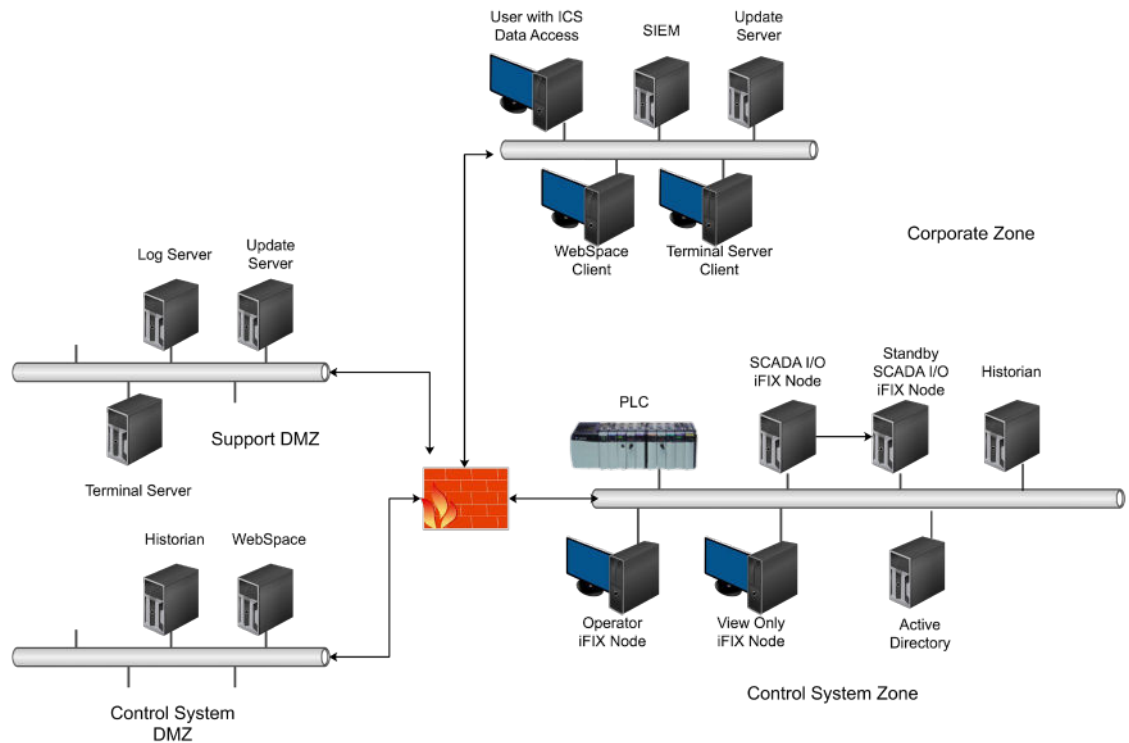 User with ICS
Data Access
SIEM
Update
Server
WebSpace
Client
Terminal Server
Client
Corporate Zone
Log Server
Update
Server
Support DMZ
Terminal Server
SCADA I/O
iFIX Node
Standby
SCADA I/O
iFIX Node
Historian
PLC
Historian
WebSpace
Operator
iFIX Node
View Only
iFIX Node
Active
Directory
Control System Zone
Control System
DMZ